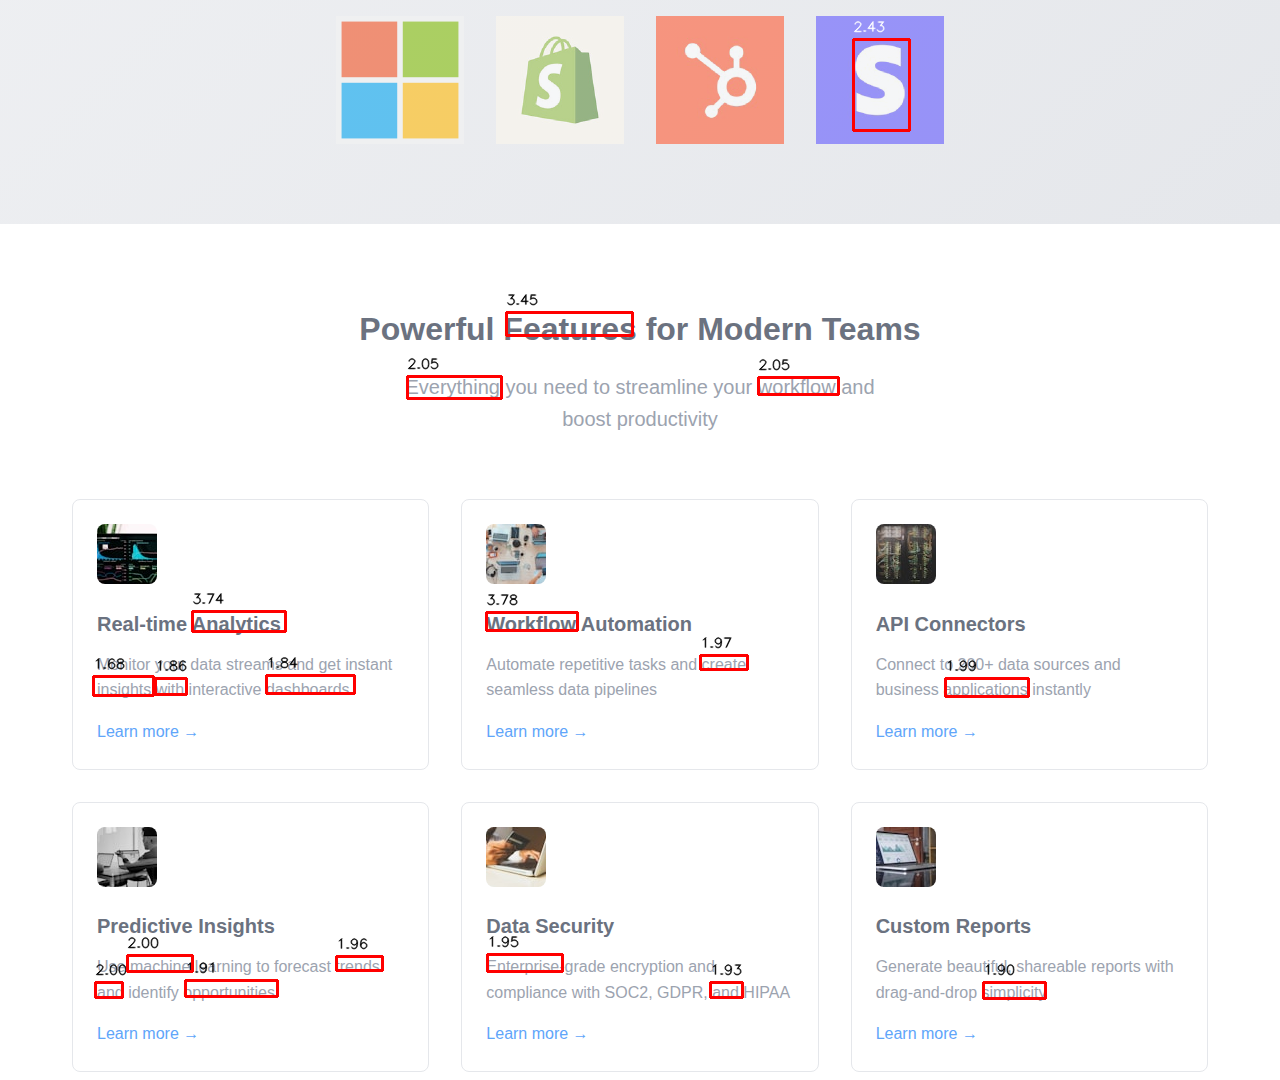 S
S
2.43
3.45
Powerful Features for Modern Teams
2.05 2.05
Everything you need to streamline your workflow and
boost productivity
3.74
Real-time Analytics
1.68 1.86 1.84
Monitor your data streams and get instant
insights with interactive dashboards
Learn more →
3.78
Workflow Automation
1.97
Automate repetitive tasks and create
seamless data pipelines
Learn more →
API Connectors
1.99
Connect to 200+ data sources and
business applications instantly
Learn more →
Predictive Insights
2.00 1.96
Use machine learning to forecast trends
2.00 1.91
and identify opportunities
Learn more →
Data Security
1.95
Enterprise-grade encryption and
1.93
compliance with SOC2, GDPR, and HIPAA
Learn more →
Custom Reports
Generate beautiful, shareable reports with
1.90
drag-and-drop simplicity
Learn more →